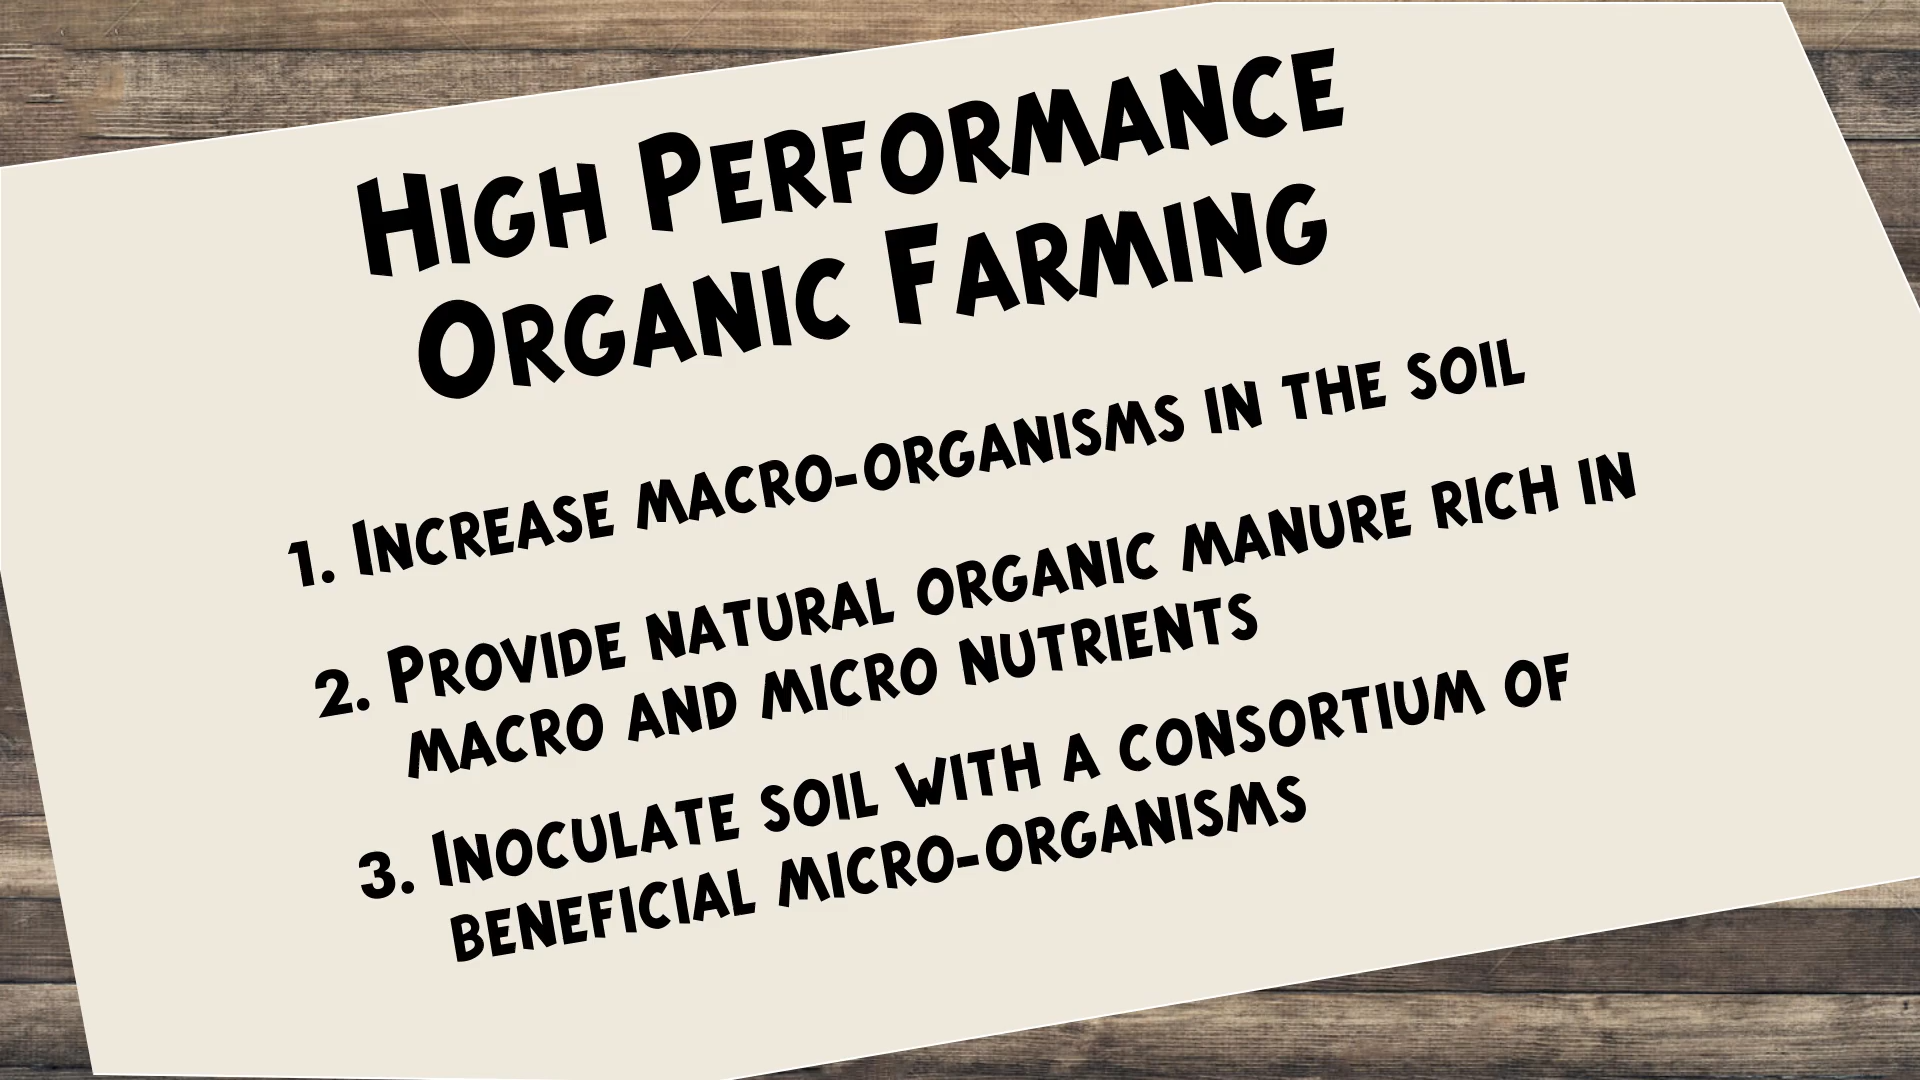 High Performance
Organic Farming
1. Increase macro-organisms in the soil
2. Provide natural organic manure rich in
macro and micro nutrients
3. Inoculate soil with a consortium of
beneficial micro-organisms